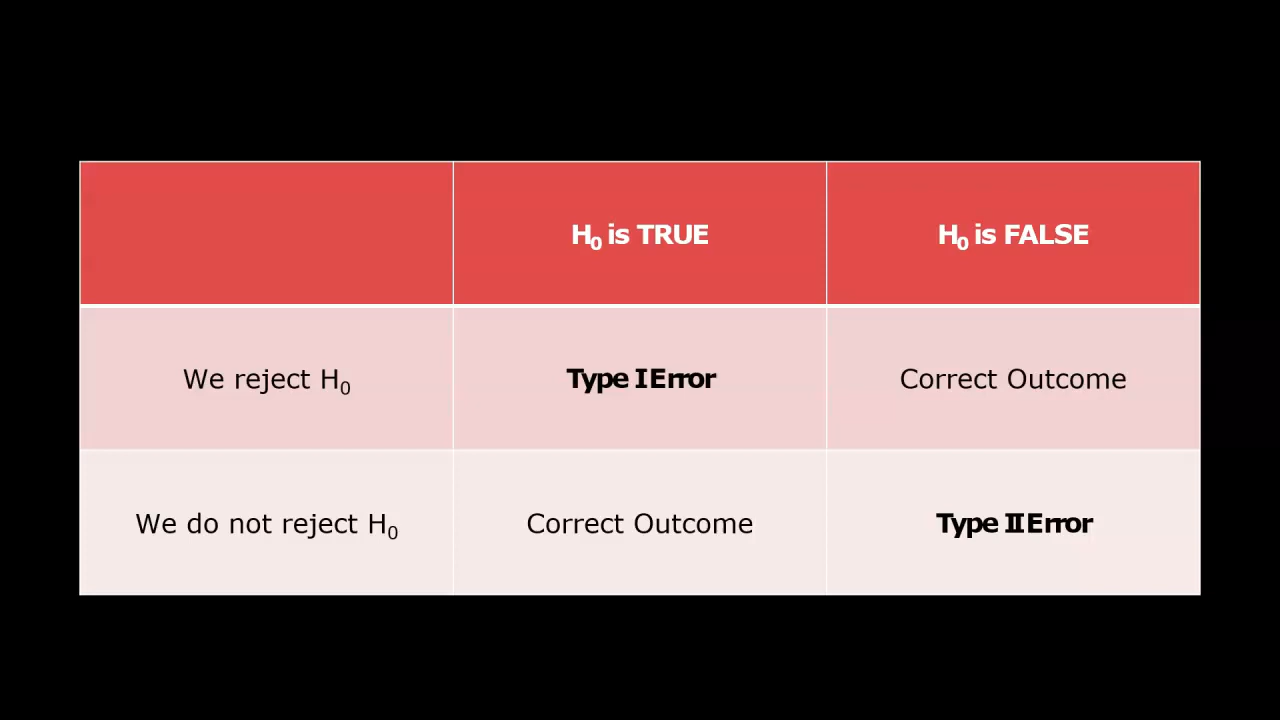 H₀ is TRUE H₀ is FALSE
We reject H₀ Type I Error Correct Outcome
We do not reject H₀ Correct Outcome Type II Error